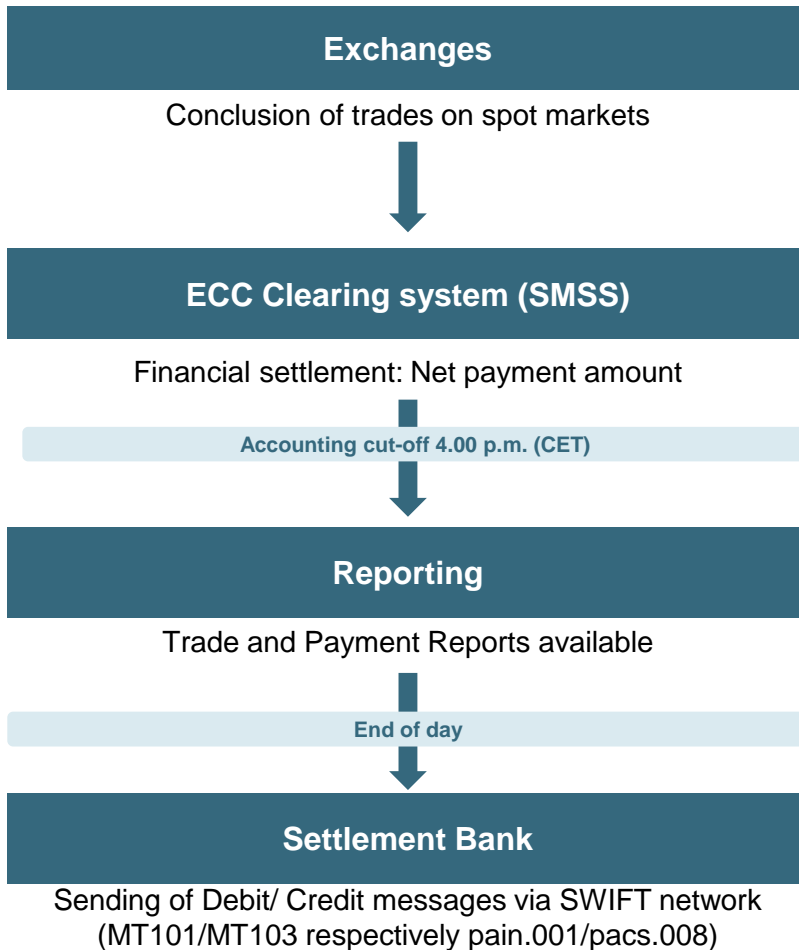 Exchanges
Conclusion of trades on spot markets
ECC Clearing system (SMSS)
Financial settlement: Net payment amount
Accounting cut-off 4.00 p.m. (CET)
Reporting
Trade and Payment Reports available
End of day
Settlement Bank
Sending of Debit/ Credit messages via SWIFT network
(MT101/MT103 respectively pain.001/pacs.008)